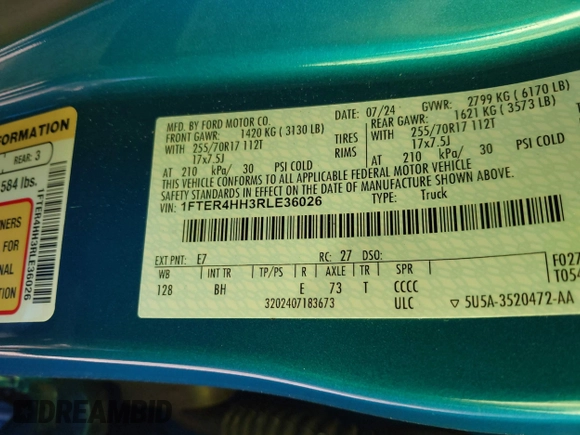 FORMATION
REAR: 3
584 lbs.
NERS
FOR
NAL
TION
1FTER4HH3RLE36026
MFD. BY FORD MOTOR CO.
DATE: 07/24 GVWR: 2799 KG ( 6170 LB)
FRONT GAWR: 1420 KG ( 3130 LB) REAR GAWR: 1621 KG ( 3573 LB)
WITH 255/70R17 112T TIRES WITH 255/70R17 112T
17x7.5J RIMS 17x7.5J
AT 210 kPa/ 30 PSI COLD AT 210 kPa/ 30 PSI COLD
THIS VEHICLE CONFORMS TO ALL APPLICABLE FEDERAL MOTOR VEHICLE
SAFETY STANDARDS IN EFFECT ON THE DATE OF MANUFACTURE SHOWN ABOVE.
VIN: 1FTER4HH3RLE36026 TYPE: Truck
EXT PNT: E7 RC: 27 DSO: F027
WB INT TR TP/PS R AXLE TR SPR T054
128 BH E 73 T CCCC
3202407183673 ULC ▽ 5U5A-3520472-AA
DREAMBID